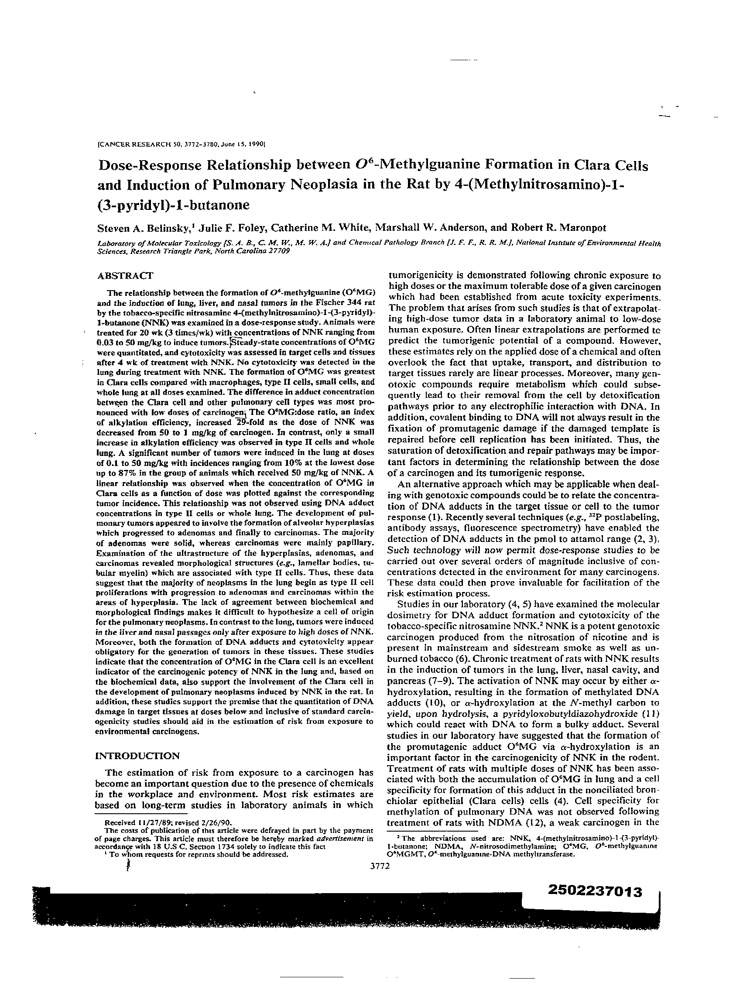 [CANCER RESEARCH 50, 3772-3780, June 15, 1990]
Dose-Response Relationship between O⁶-Methylguanine Formation in Clara Cells
and Induction of Pulmonary Neoplasia in the Rat by 4-(Methylnitrosamino)-1-
(3-pyridyl)-1-butanone
Steven A. Belinsky,¹ Julie F. Foley, Catherine M. White, Marshall W. Anderson, and Robert R. Maronpot
Laboratory of Molecular Toxicology [S. A. B., C. M. W., M. W. A.] and Chemical Pathology Branch [J. F. F., R. R. M.], National Institute of Environmental Health
Sciences, Research Triangle Park, North Carolina 27709
ABSTRACT
The relationship between the formation of O⁶-methylguanine (O⁶MG)
and the induction of lung, liver, and nasal tumors in the Fischer 344 rat
by the tobacco-specific nitrosamine 4-(methylnitrosamino)-1-(3-pyridyl)-
1-butanone (NNK) was examined in a dose-response study. Animals were
treated for 20 wk (3 times/wk) with concentrations of NNK ranging from
0.03 to 50 mg/kg to induce tumors. Steady-state concentrations of O⁶MG
were quantitated, and cytotoxicity was assessed in target cells and tissues
after 4 wk of treatment with NNK. No cytotoxicity was detected in the
lung during treatment with NNK. The formation of O⁶MG was greatest
in Clara cells compared with macrophages, type II cells, small cells, and
whole lung at all doses examined. The difference in adduct concentration
between the Clara cell and other pulmonary cell types was most pro-
nounced with low doses of carcinogen. The O⁶MG:dose ratio, an index
of alkylation efficiency, increased 29-fold as the dose of NNK was
decreased from 50 to 1 mg/kg of carcinogen. In contrast, only a small
increase in alkylation efficiency was observed in type II cells and whole
lung. A significant number of tumors were induced in the lung at doses
of 0.1 to 50 mg/kg with incidences ranging from 10% at the lowest dose
up to 87% in the group of animals which received 50 mg/kg of NNK. A
linear relationship was observed when the concentration of O⁶MG in
Clara cells as a function of dose was plotted against the corresponding
tumor incidence. This relationship was not observed using DNA adduct
concentrations in type II cells or whole lung. The development of pul-
monary tumors appeared to involve the formation of alveolar hyperplasias
which progressed to adenomas and finally to carcinomas. The majority
of adenomas were solid, whereas carcinomas were mainly papillary.
Examination of the ultrastructure of the hyperplasias, adenomas, and
carcinomas revealed morphological structures (e.g., lamellar bodies, tu-
bular myelin) which are associated with type II cells. Thus, these data
suggest that the majority of neoplasms in the lung begin as type II cell
proliferations with progression to adenomas and carcinomas within the
areas of hyperplasia. The lack of agreement between biochemical and
morphological findings makes it difficult to hypothesize a cell of origin
for the pulmonary neoplasms. In contrast to the lung, tumors were induced
in the liver and nasal passages only after exposure to high doses of NNK.
Moreover, both the formation of DNA adducts and cytotoxicity appear
obligatory for the generation of tumors in these tissues. These studies
indicate that the concentration of O⁶MG in the Clara cell is an excellent
indicator of the carcinogenic potency of NNK in the lung and, based on
the biochemical data, also support the involvement of the Clara cell in
the development of pulmonary neoplasms induced by NNK in the rat. In
addition, these studies support the premise that the quantitation of DNA
damage in target tissues at doses below and inclusive of standard carcin-
ogenicity studies should aid in the estimation of risk from exposure to
environmental carcinogens.
INTRODUCTION
The estimation of risk from exposure to a carcinogen has
become an important question due to the presence of chemicals
in the workplace and environment. Most risk estimates are
based on long-term studies in laboratory animals in which
Received 11/27/89; revised 2/26/90.
The costs of publication of this article were defrayed in part by the payment
of page charges. This article must therefore be hereby marked advertisement in
accordance with 18 U.S C. Section 1734 solely to indicate this fact
¹ To whom requests for reprints should be addressed.
tumorigenicity is demonstrated following chronic exposure to
high doses or the maximum tolerable dose of a given carcinogen
which had been established from acute toxicity experiments.
The problem that arises from such studies is that of extrapolat-
ing high-dose tumor data in a laboratory animal to low-dose
human exposure. Often linear extrapolations are performed to
predict the tumorigenic potential of a compound. However,
these estimates rely on the applied dose of a chemical and often
overlook the fact that uptake, transport, and distribution to
target tissues rarely are linear processes. Moreover, many gen-
otoxic compounds require metabolism which could subse-
quently lead to their removal from the cell by detoxification
pathways prior to any electrophilic interaction with DNA. In
addition, covalent binding to DNA will not always result in the
fixation of promutagenic damage if the damaged template is
repaired before cell replication has been initiated. Thus, the
saturation of detoxification and repair pathways may be impor-
tant factors in determining the relationship between the dose
of a carcinogen and its tumorigenic response.
An alternative approach which may be applicable when deal-
ing with genotoxic compounds could be to relate the concentra-
tion of DNA adducts in the target tissue or cell to the tumor
response (1). Recently several techniques (e.g., ³²P postlabeling,
antibody assays, fluorescence spectrometry) have enabled the
detection of DNA adducts in the pmol to attamol range (2, 3).
Such technology will now permit dose-response studies to be
carried out over several orders of magnitude inclusive of con-
centrations detected in the environment for many carcinogens.
These data could then prove invaluable for facilitation of the
risk estimation process.
Studies in our laboratory (4, 5) have examined the molecular
dosimetry for DNA adduct formation and cytotoxicity of the
tobacco-specific nitrosamine NNK.² NNK is a potent genotoxic
carcinogen produced from the nitrosation of nicotine and is
present in mainstream and sidestream smoke as well as un-
burned tobacco (6). Chronic treatment of rats with NNK results
in the induction of tumors in the lung, liver, nasal cavity, and
pancreas (7–9). The activation of NNK may occur by either α-
hydroxylation, resulting in the formation of methylated DNA
adducts (10), or α-hydroxylation at the N-methyl carbon to
yield, upon hydrolysis, a pyridyloxobutyldiazohydroxide (11)
which could react with DNA to form a bulky adduct. Several
studies in our laboratory have suggested that the formation of
the promutagenic adduct O⁶MG via α-hydroxylation is an
important factor in the carcinogenicity of NNK in the rodent.
Treatment of rats with multiple doses of NNK has been asso-
ciated with both the accumulation of O⁶MG in lung and a cell
specificity for formation of this adduct in the nonciliated bron-
chiolar epithelial (Clara cells) cells (4). Cell specificity for
methylation of pulmonary DNA was not observed following
treatment of rats with NDMA (12), a weak carcinogen in the
² The abbreviations used are: NNK, 4-(methylnitrosamino)-1-(3-pyridyl)-
1-butanone; NDMA, N-nitrosodimethylamine; O⁶MG, O⁶-methylguanine
O⁶MGMT, O⁶-methylguanine-DNA methyltransferase.
3772
2502237013